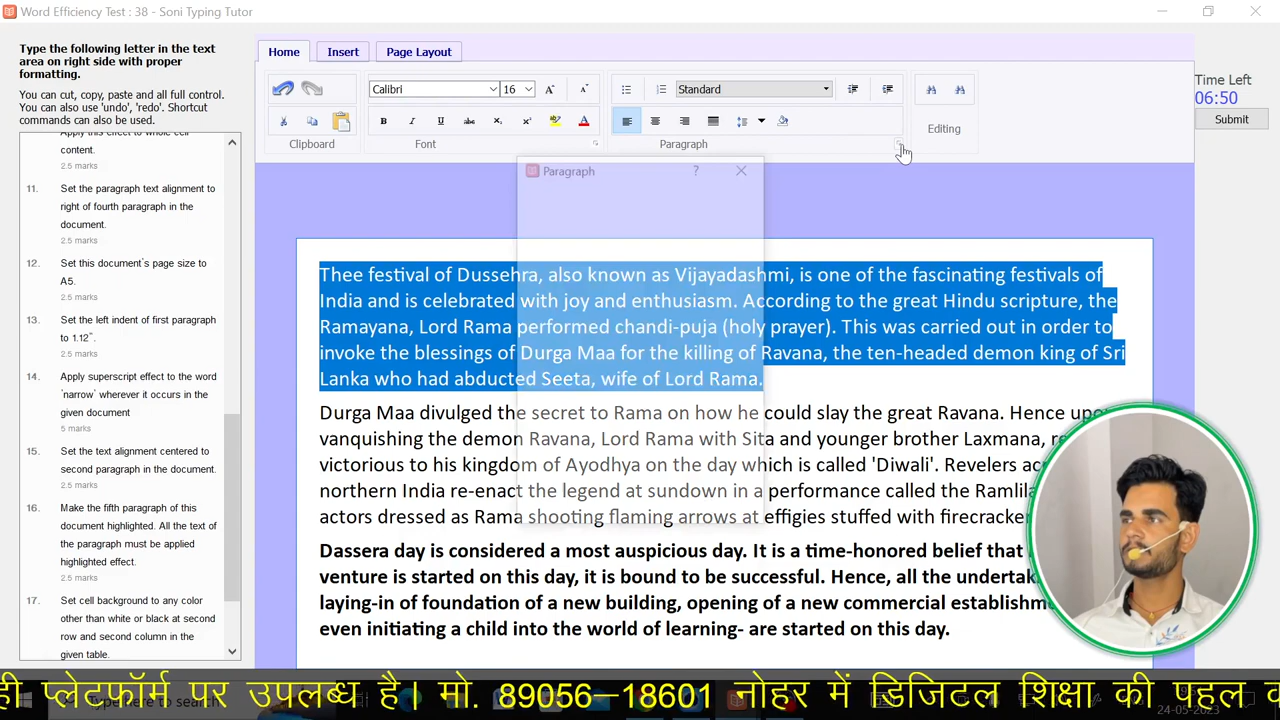 Word Efficiency Test : 38 - Soni Typing Tutor
Type the following letter in the text
area on right side with proper
formatting.
You can cut, copy, paste and all full control.
You can also use 'undo', 'redo'. Shortcut
commands can also be used.
Apply this effect to whole cell
content.
2.5 marks
11. Set the paragraph text alignment to
right of fourth paragraph in the
document.
2.5 marks
12. Set this document's page size to
A5.
2.5 marks
13. Set the left indent of first paragraph
to 1.12".
2.5 marks
14. Apply superscript effect to the word
'narrow' wherever it occurs in the
given document
5 marks
15. Set the text alignment centered to
second paragraph in the document.
2.5 marks
16. Make the fifth paragraph of this
document highlighted. All the text of
the paragraph must be applied
highlighted effect.
2.5 marks
17. Set cell background to any color
other than white or black at second
row and second column in the
given table.
Home Insert Page Layout
Calibri 16 Standard
Clipboard Font Paragraph Editing
Time Left
06:50
Submit
Paragraph
Thee festival of Dussehra, also known as Vijayadashmi, is one of the fascinating festivals of
India and is celebrated with joy and enthusiasm. According to the great Hindu scripture, the
Ramayana, Lord Rama performed chandi-puja (holy prayer). This was carried out in order to
invoke the blessings of Durga Maa for the killing of Ravana, the ten-headed demon king of Sri
Lanka who had abducted Seeta, wife of Lord Rama.
Durga Maa divulged the secret to Rama on how he could slay the great Ravana. Hence upo
vanquishing the demon Ravana, Lord Rama with Sita and younger brother Laxmana, re
victorious to his kingdom of Ayodhya on the day which is called 'Diwali'. Revelers ac
northern India re-enact the legend at sundown in a performance called the Ramlila
actors dressed as Rama shooting flaming arrows at effigies stuffed with firecracker
Dassera day is considered a most auspicious day. It is a time-honored belief that
venture is started on this day, it is bound to be successful. Hence, all the undertak
laying-in of foundation of a new building, opening of a new commercial establishm
even initiating a child into the world of learning- are started on this day.
ही प्लेटफॉर्म पर उपलब्ध है। मो. 89056–18601 नोहर में डिजिटल शिक्षा की पहल
Type here to search
24-05-2023